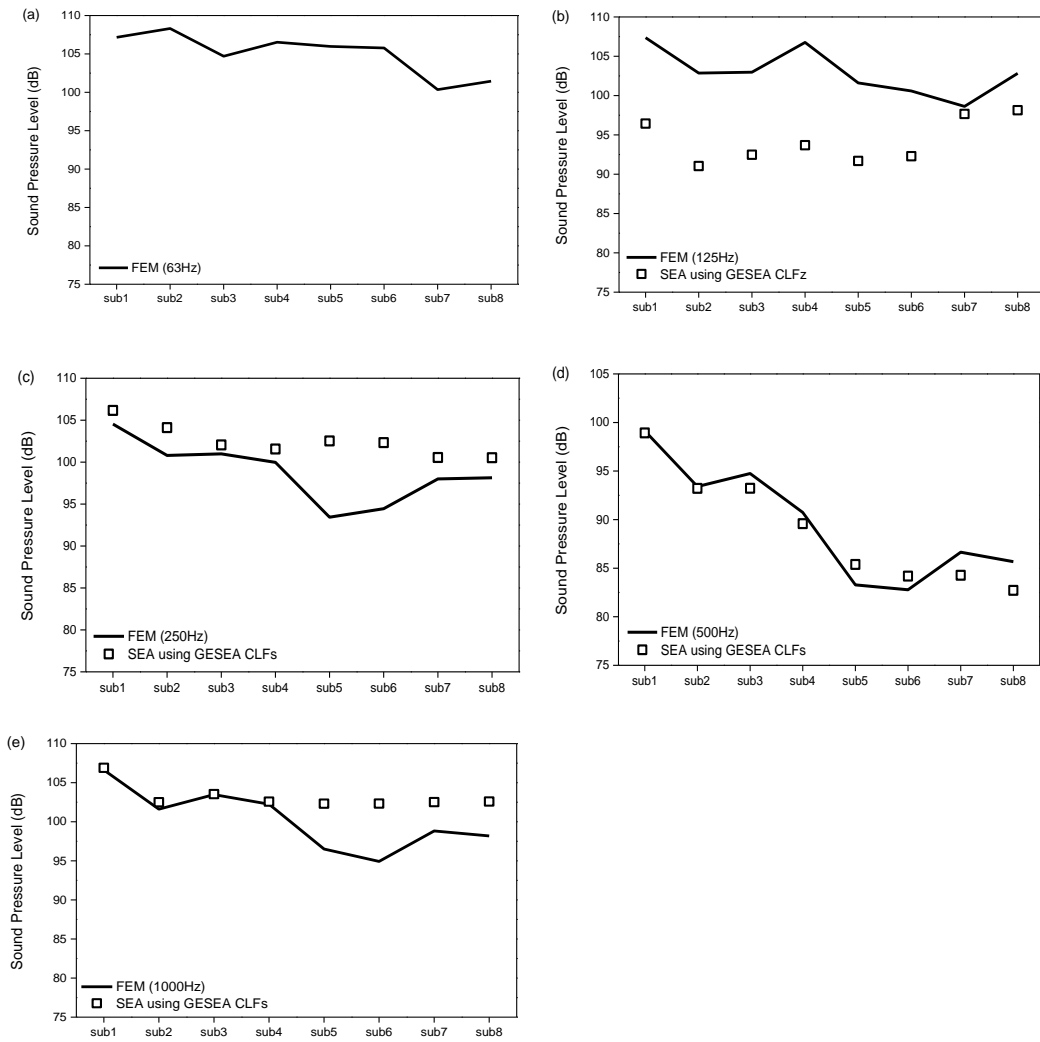 (a)
110
105
100
95
90
85
80
75
Sound Pressure Level (dB)
FEM (63Hz)
sub1 sub2 sub3 sub4 sub5 sub6 sub7 sub8
(b)
110
105
100
95
90
85
80
75
Sound Pressure Level (dB)
FEM (125Hz)
SEA using GESEA CLFz
sub1 sub2 sub3 sub4 sub5 sub6 sub7 sub8
(c)
110
105
100
95
90
85
80
75
Sound Pressure Level (dB)
FEM (250Hz)
SEA using GESEA CLFs
sub1 sub2 sub3 sub4 sub5 sub6 sub7 sub8
(d)
105
100
95
90
85
80
75
Sound Pressure Level (dB)
FEM (500Hz)
SEA using GESEA CLFs
sub1 sub2 sub3 sub4 sub5 sub6 sub7 sub8
(e)
110
105
100
95
90
85
80
75
Sound Pressure Level (dB)
FEM (1000Hz)
SEA using GESEA CLFs
sub1 sub2 sub3 sub4 sub5 sub6 sub7 sub8